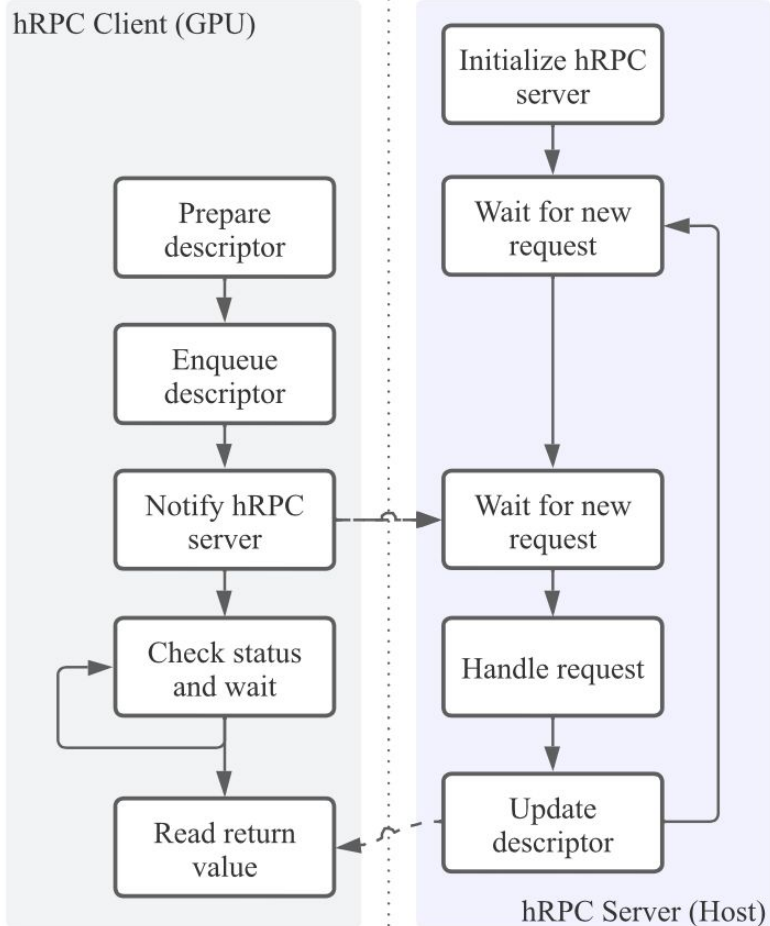 hRPC Client (GPU)
Prepare
descriptor
Enqueue
descriptor
Notify hRPC
server
Check status
and wait
Read return
value
Initialize hRPC
server
Wait for new
request
Wait for new
request
Handle request
Update
descriptor
hRPC Server (Host)